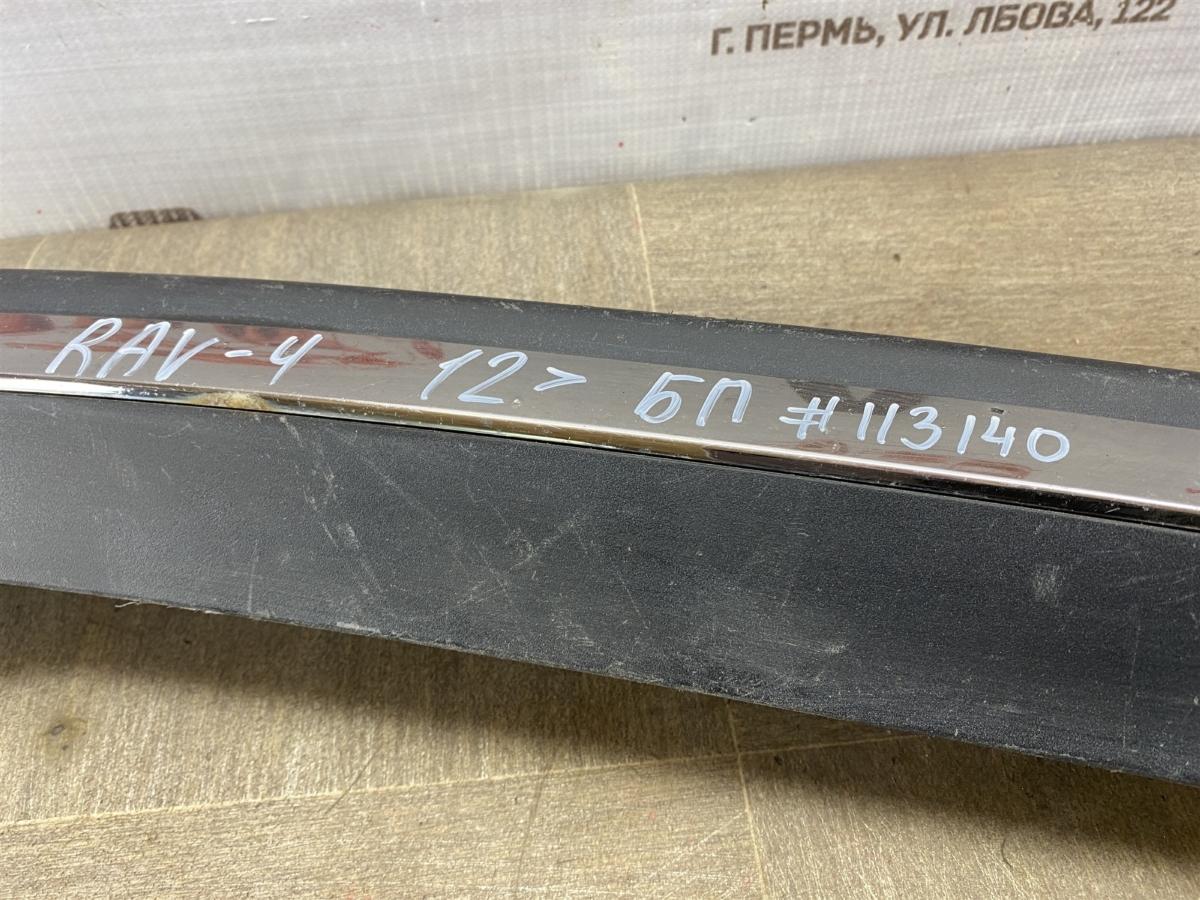 Г. ПЕРМЬ, УЛ. ЛБОВА, 122
RAV-4 12> БП #113140